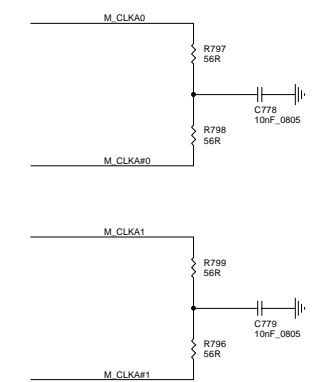 M_CLKA0
R797
56R
C778
10nF_0805
R798
56R
M_CLKA#0
M_CLKA1
R799
56R
C779
10nF_0805
R796
56R
M_CLKA#1